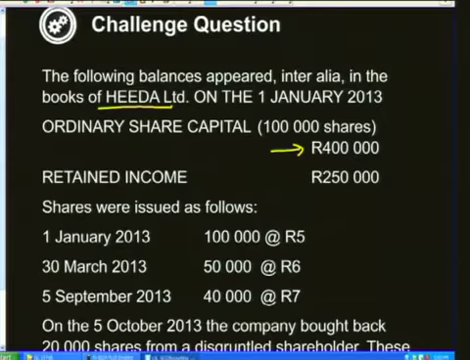 Challenge Question
The following balances appeared, inter alia, in the
books of HEEDA Ltd. ON THE 1 JANUARY 2013
ORDINARY SHARE CAPITAL (100 000 shares)
R400 000
RETAINED INCOME R250 000
Shares were issued as follows:
1 January 2013 100 000 @ R5
30 March 2013 50 000 @ R6
5 September 2013 40 000 @ R7
On the 5 October 2013 the company bought back
20 000 shares from a disgruntled shareholder. These